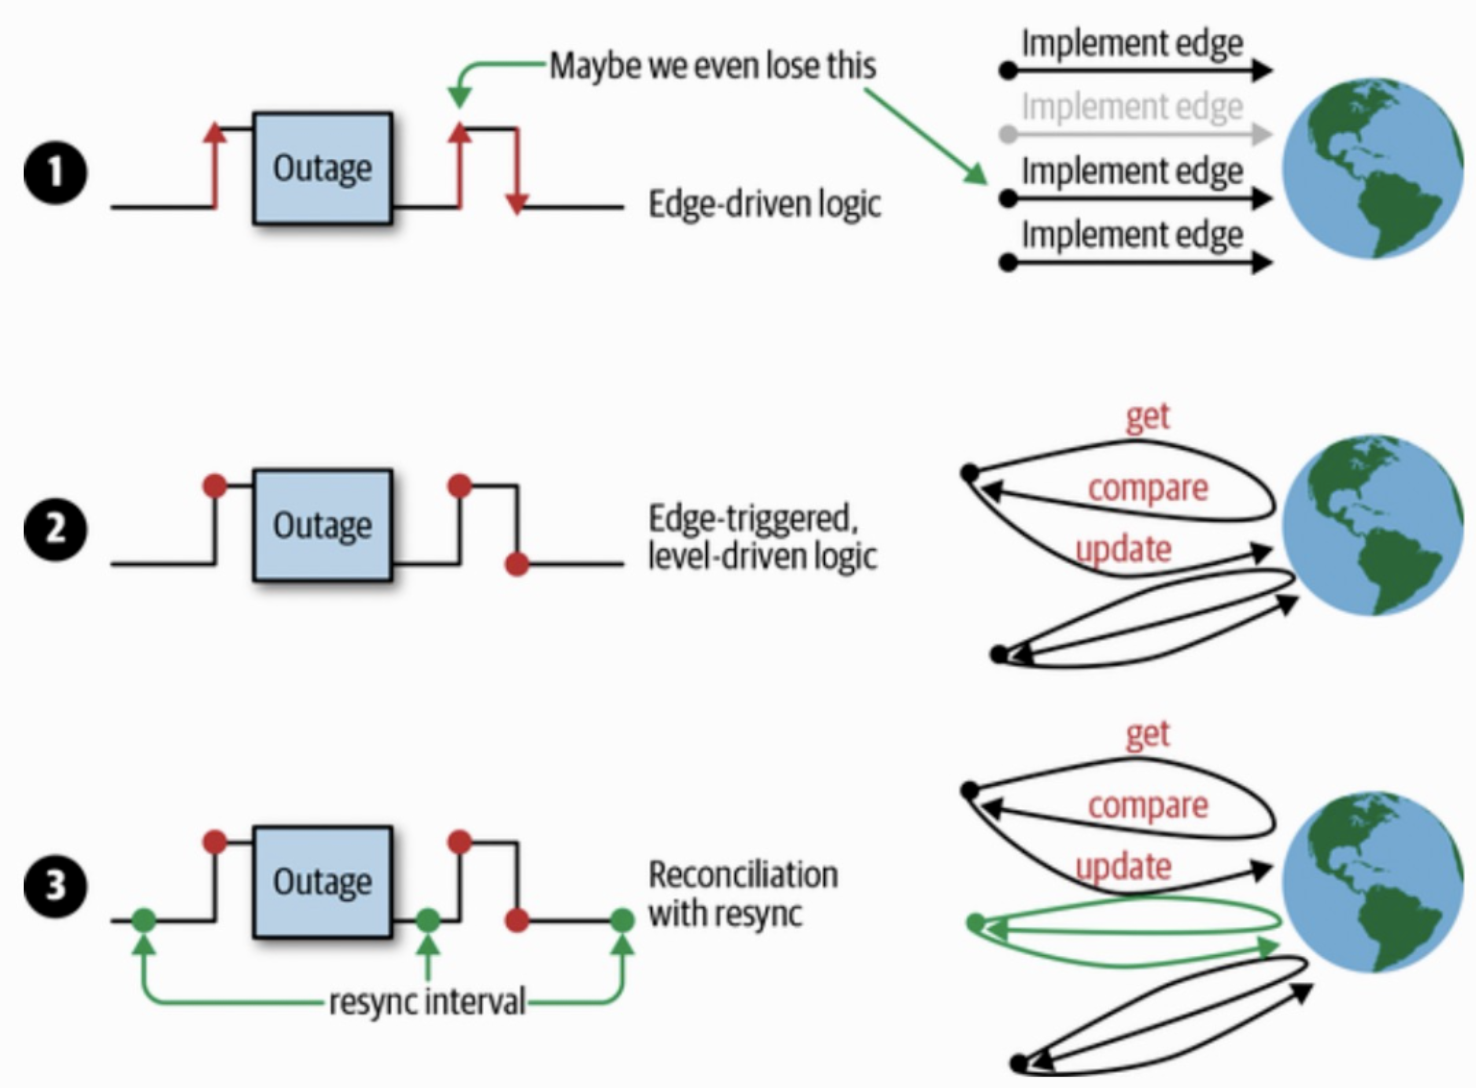 Maybe we even lose this
Implement edge
Implement edge
1
Outage
Edge-driven logic
Implement edge
Implement edge
get
compare
2
Outage
Edge-triggered,
level-driven logic
update
get
compare
3
Outage
Reconciliation
with resync
update
resync interval